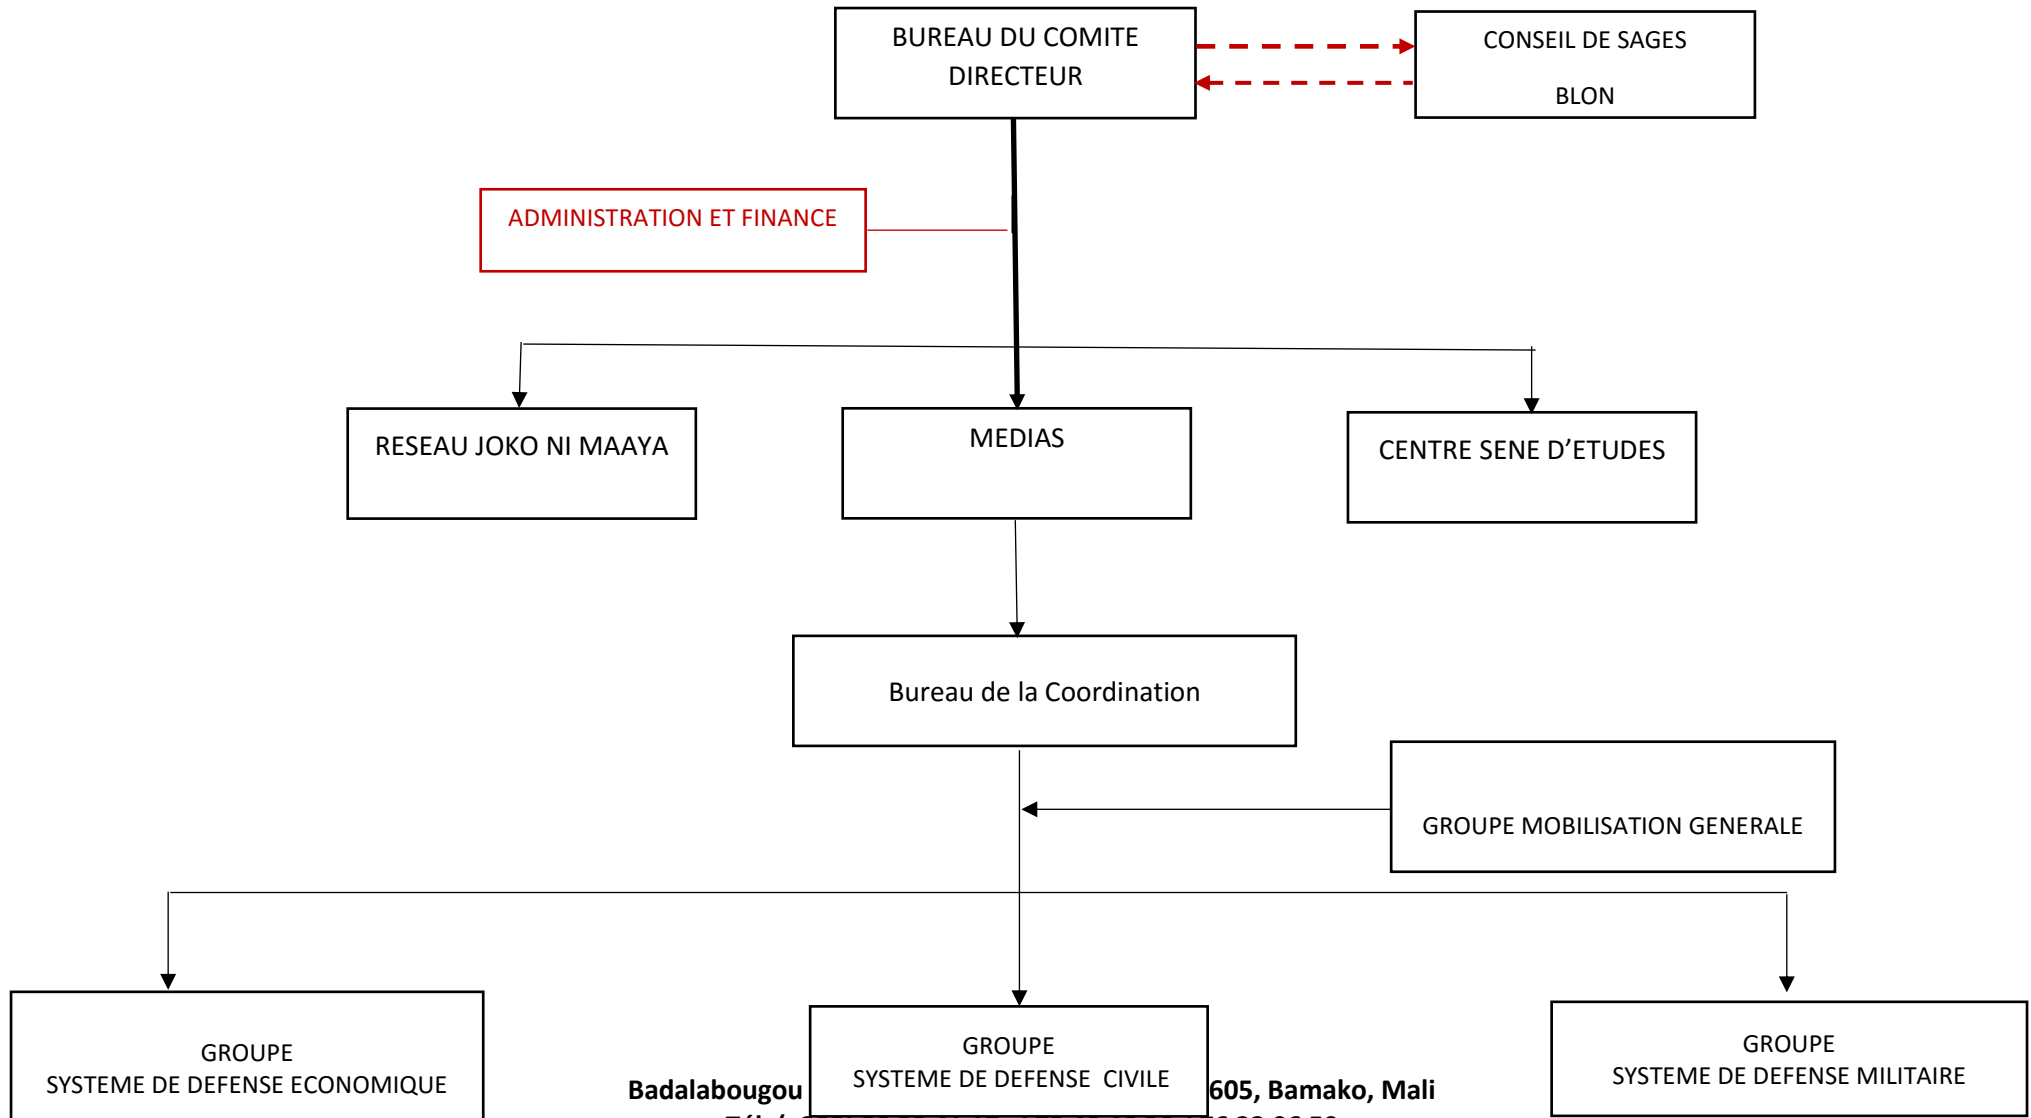 BUREAU DU COMITE
DIRECTEUR
CONSEIL DE SAGES
BLON
ADMINISTRATION ET FINANCE
RESEAU JOKO NI MAAYA
MEDIAS
CENTRE SENE D’ETUDES
Bureau de la Coordination
GROUPE MOBILISATION GENERALE
GROUPE
SYSTEME DE DEFENSE ECONOMIQUE
GROUPE
SYSTEME DE DEFENSE CIVILE
GROUPE
SYSTEME DE DEFENSE MILITAIRE
Badalabougou 605, Bamako, Mali